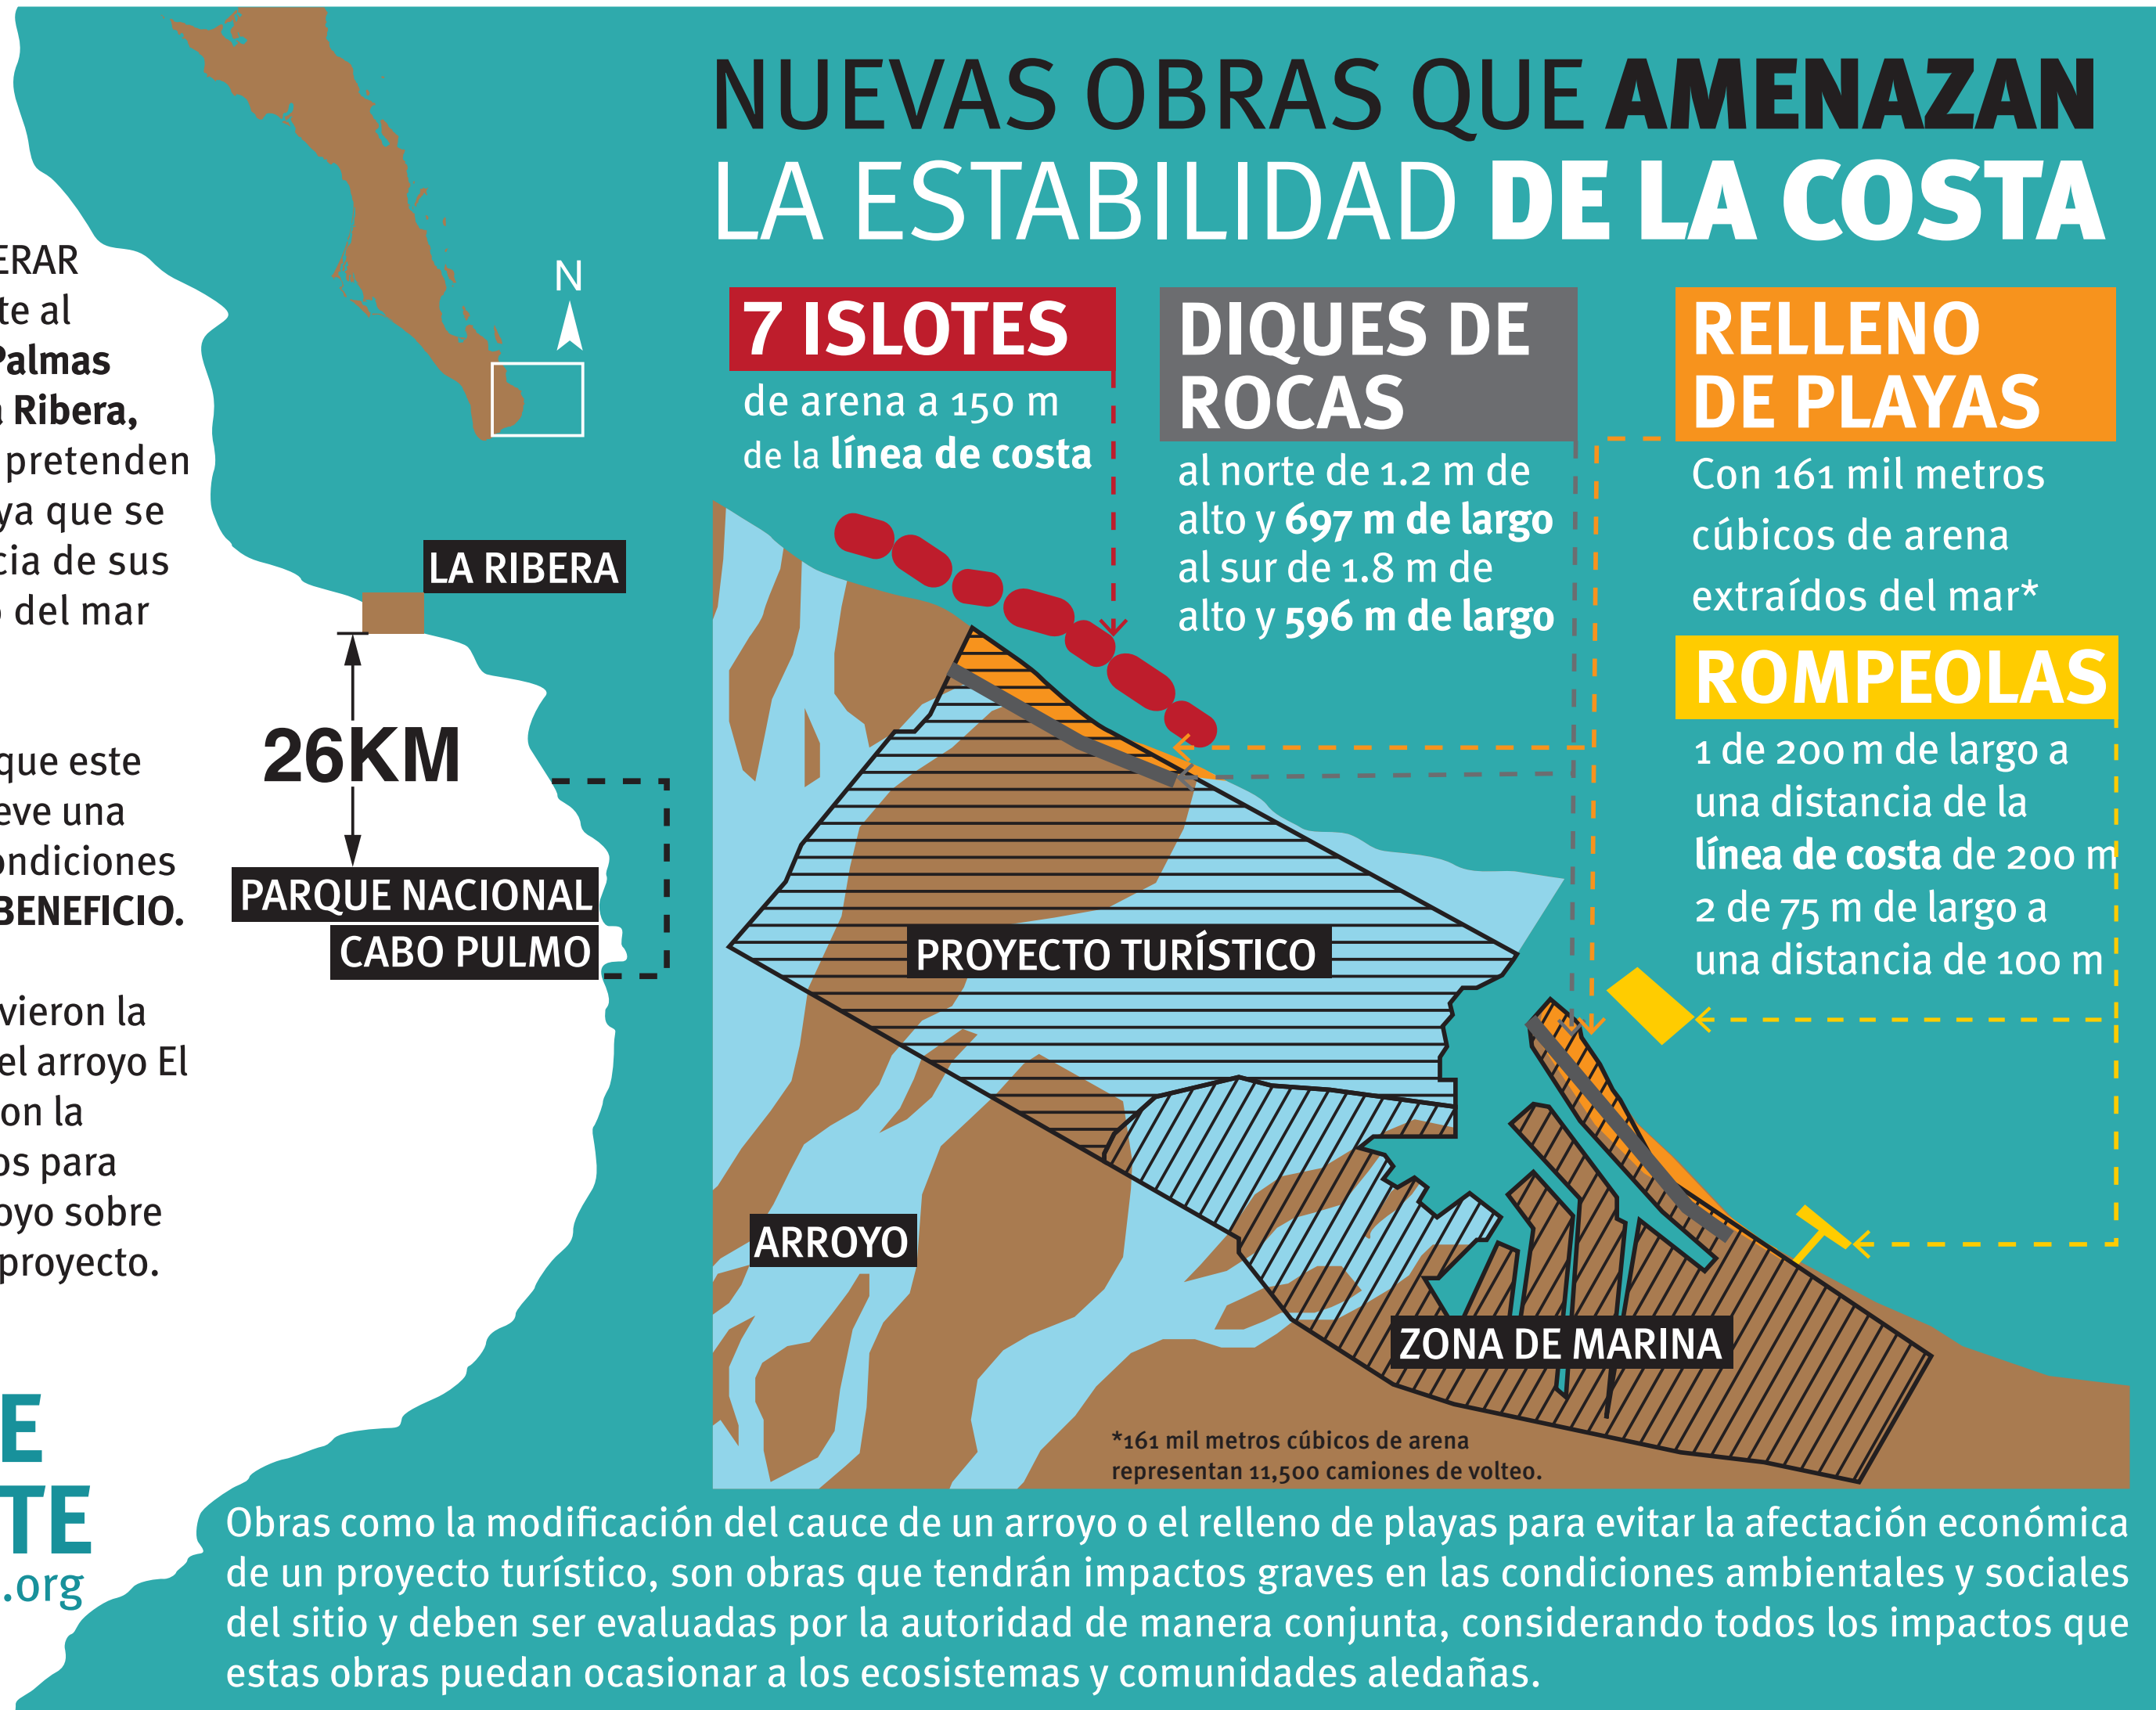 NUEVAS OBRAS QUE AMENAZAN
LA ESTABILIDAD DE LA COSTA
ERAR
te al
Palmas
Ribera,
pretenden
ya que se
cia de sus
del mar
que este
eve una
ondiciones
BENEFICIO.
vieron la
el arroyo El
on la
os para
oyo sobre
proyecto.
E
TE
.org
N
LA RIBERA
26KM
PARQUE NACIONAL
CABO PULMO
7 ISLOTES
de arena a 150 m
de la línea de costa
DIQUES DE
ROCAS
al norte de 1.2 m de
alto y 697 m de largo
al sur de 1.8 m de
alto y 596 m de largo
RELLENO
DE PLAYAS
Con 161 mil metros
cúbicos de arena
extraídos del mar*
ROMPEOLAS
1 de 200 m de largo a
una distancia de la
línea de costa de 200 m
2 de 75 m de largo a
una distancia de 100 m
PROYECTO TURÍSTICO
ARROYO
ZONA DE MARINA
*161 mil metros cúbicos de arena
representan 11,500 camiones de volteo.
Obras como la modificación del cauce de un arroyo o el relleno de playas para evitar la afectación económica
de un proyecto turístico, son obras que tendrán impactos graves en las condiciones ambientales y sociales
del sitio y deben ser evaluadas por la autoridad de manera conjunta, considerando todos los impactos que
estas obras puedan ocasionar a los ecosistemas y comunidades aledañas.